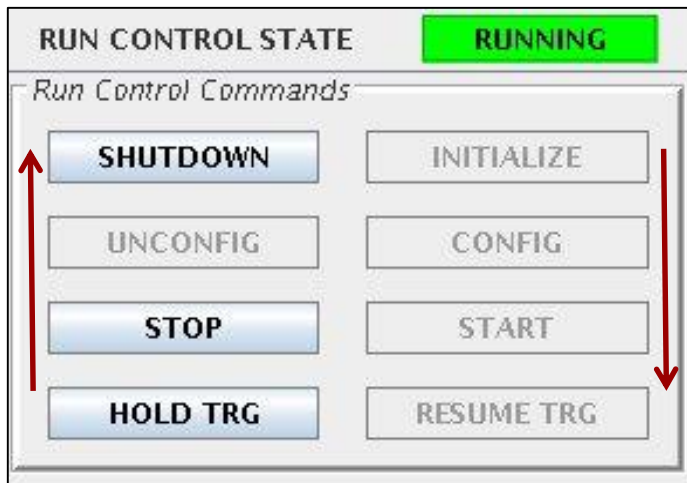 RUN CONTROL STATE RUNNING
Run Control Commands
SHUTDOWN INITIALIZE
UNCONFIG CONFIG
STOP START
HOLD TRG RESUME TRG